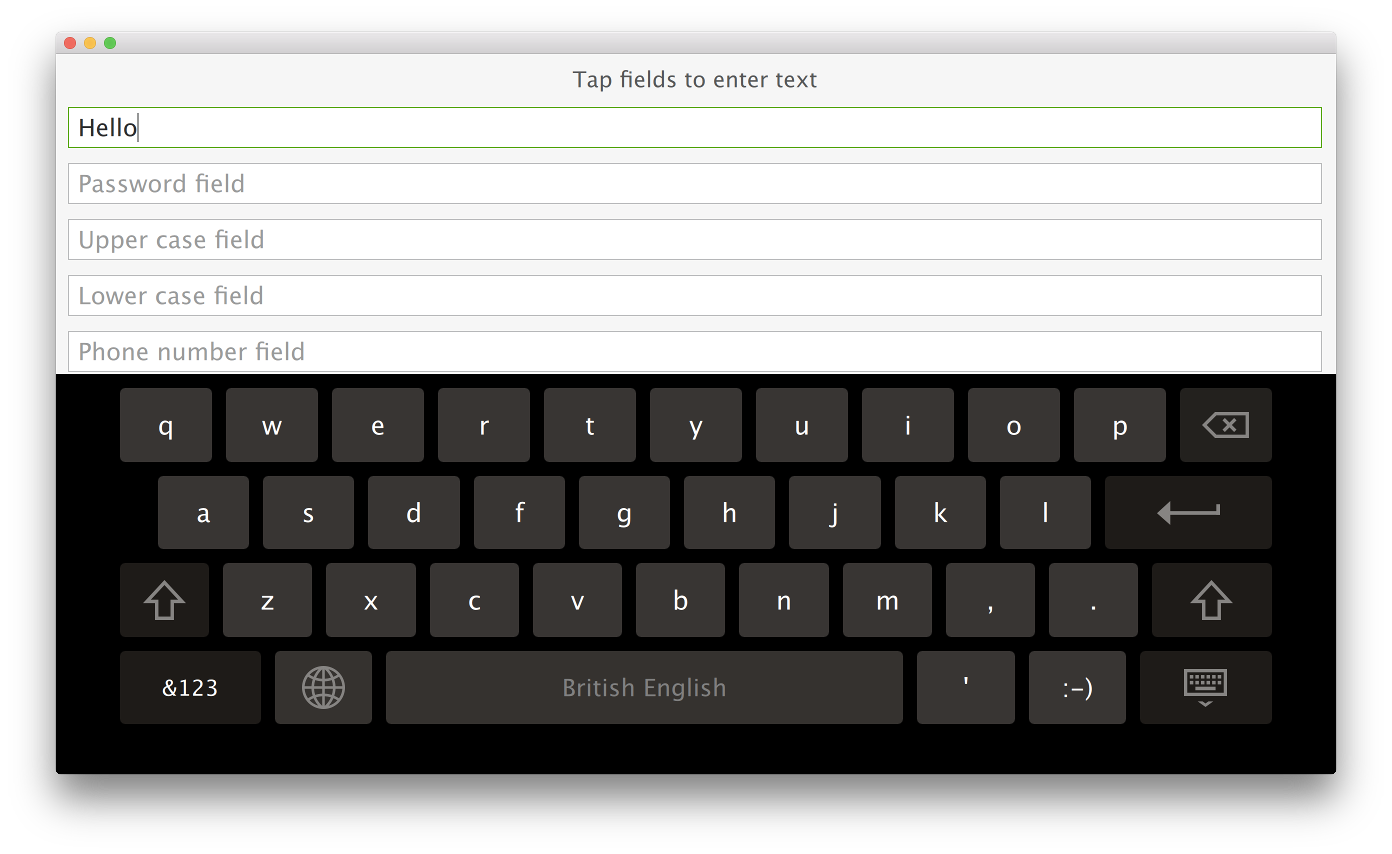 Tap fields to enter text
Hello
Password field
Upper case field
Lower case field
Phone number field
q w e r t y u i o p
a s d f g h j k l
z x c v b n m , .
&123 British English ' :-)